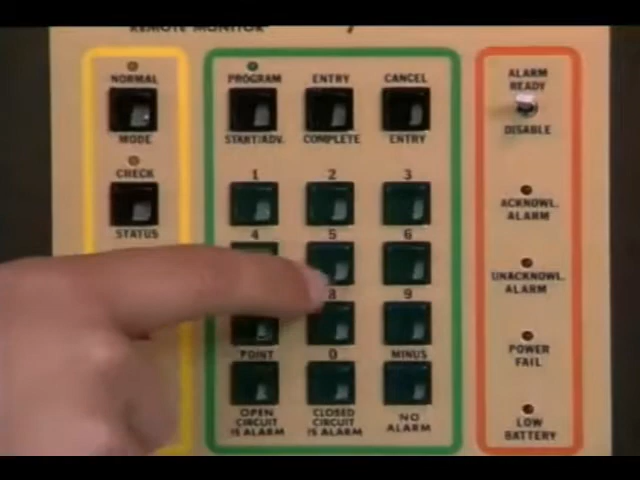 REMOTE MONITOR
NORMAL
MODE
CHECK
STATUS
PROGRAM
START/ADV.
ENTRY
COMPLETE
CANCEL
ENTRY
1
2
3
4
5
6
8
9
POINT
0
MINUS
OPEN
CIRCUIT
IS ALARM
CLOSED
CIRCUIT
IS ALARM
NO
ALARM
ALARM
READY
DISABLE
ACKNOWL.
ALARM
UNACKNOWL.
ALARM
POWER
FAIL
LOW
BATTERY